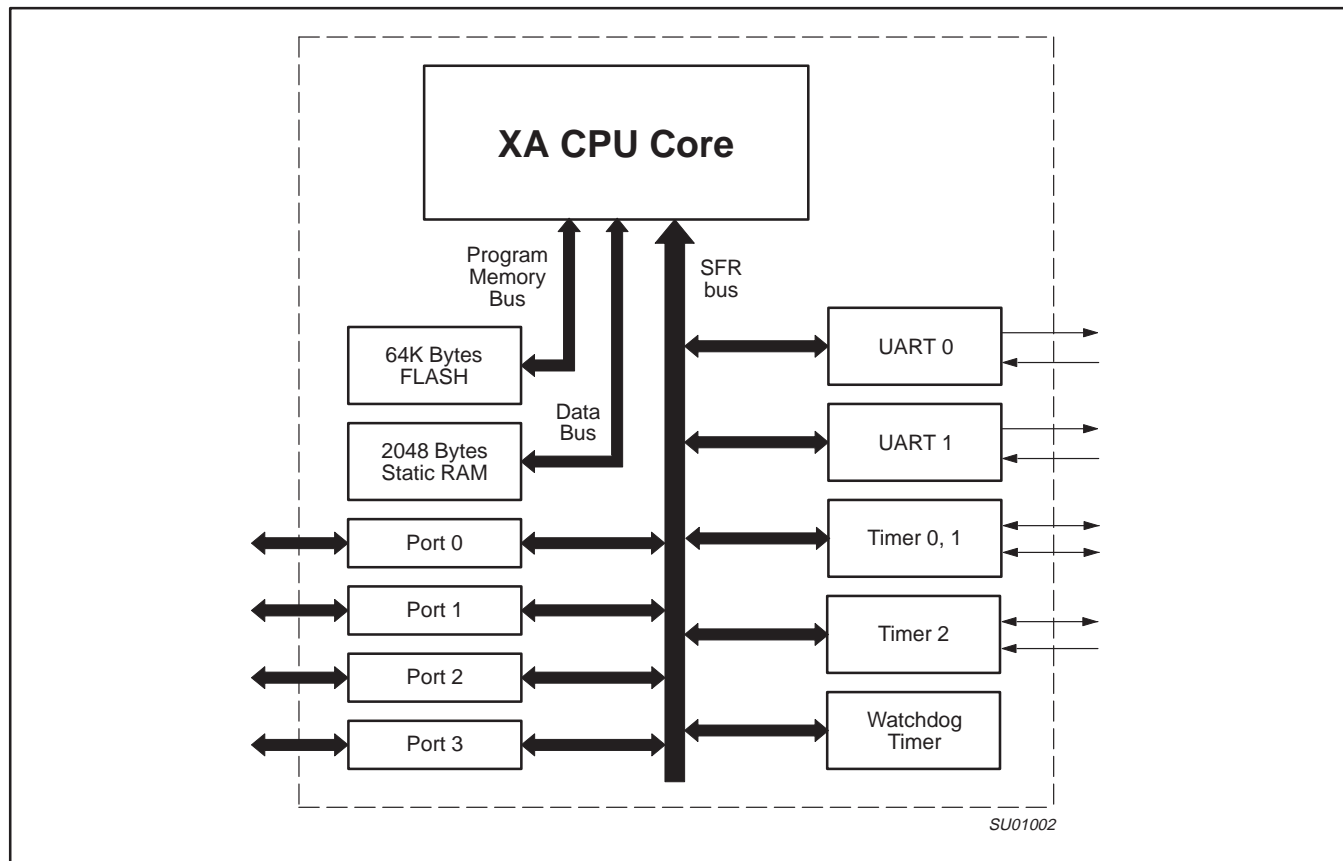 XA CPU Core
Program
Memory
Bus
SFR
bus
64K Bytes
FLASH
Data
Bus
2048 Bytes
Static RAM
Port 0
Port 1
Port 2
Port 3
UART 0
UART 1
Timer 0, 1
Timer 2
Watchdog
Timer
SU01002